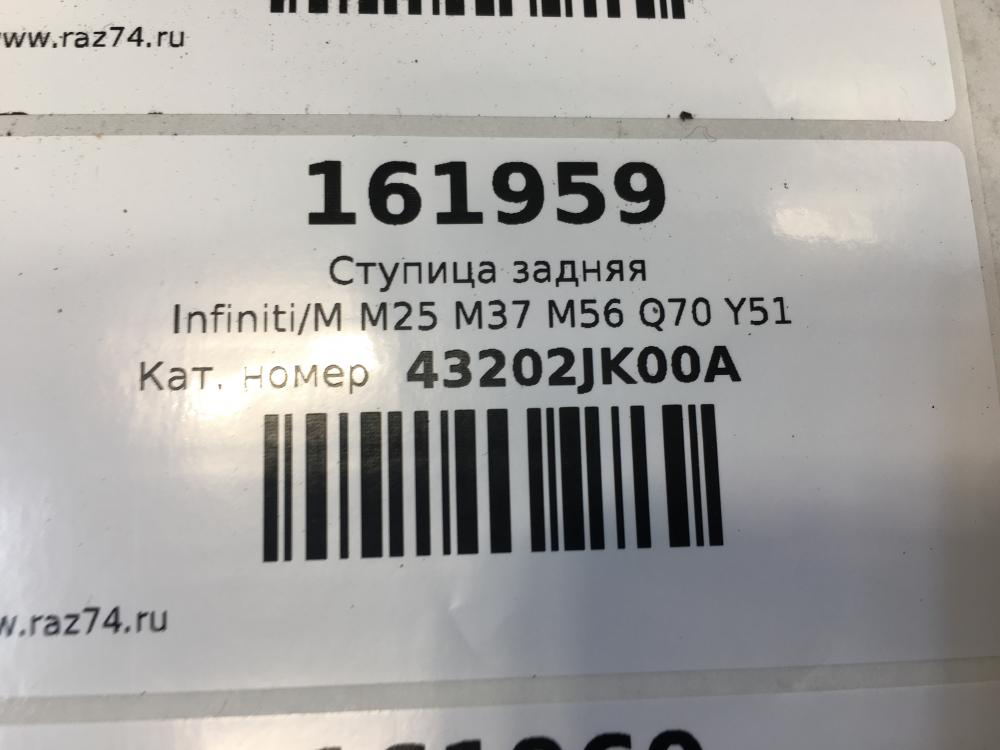 www.raz74.ru
161959
Ступица задняя
Infiniti/M M25 M37 M56 Q70 Y51
Кат. номер 43202JK00A
w.raz74.ru